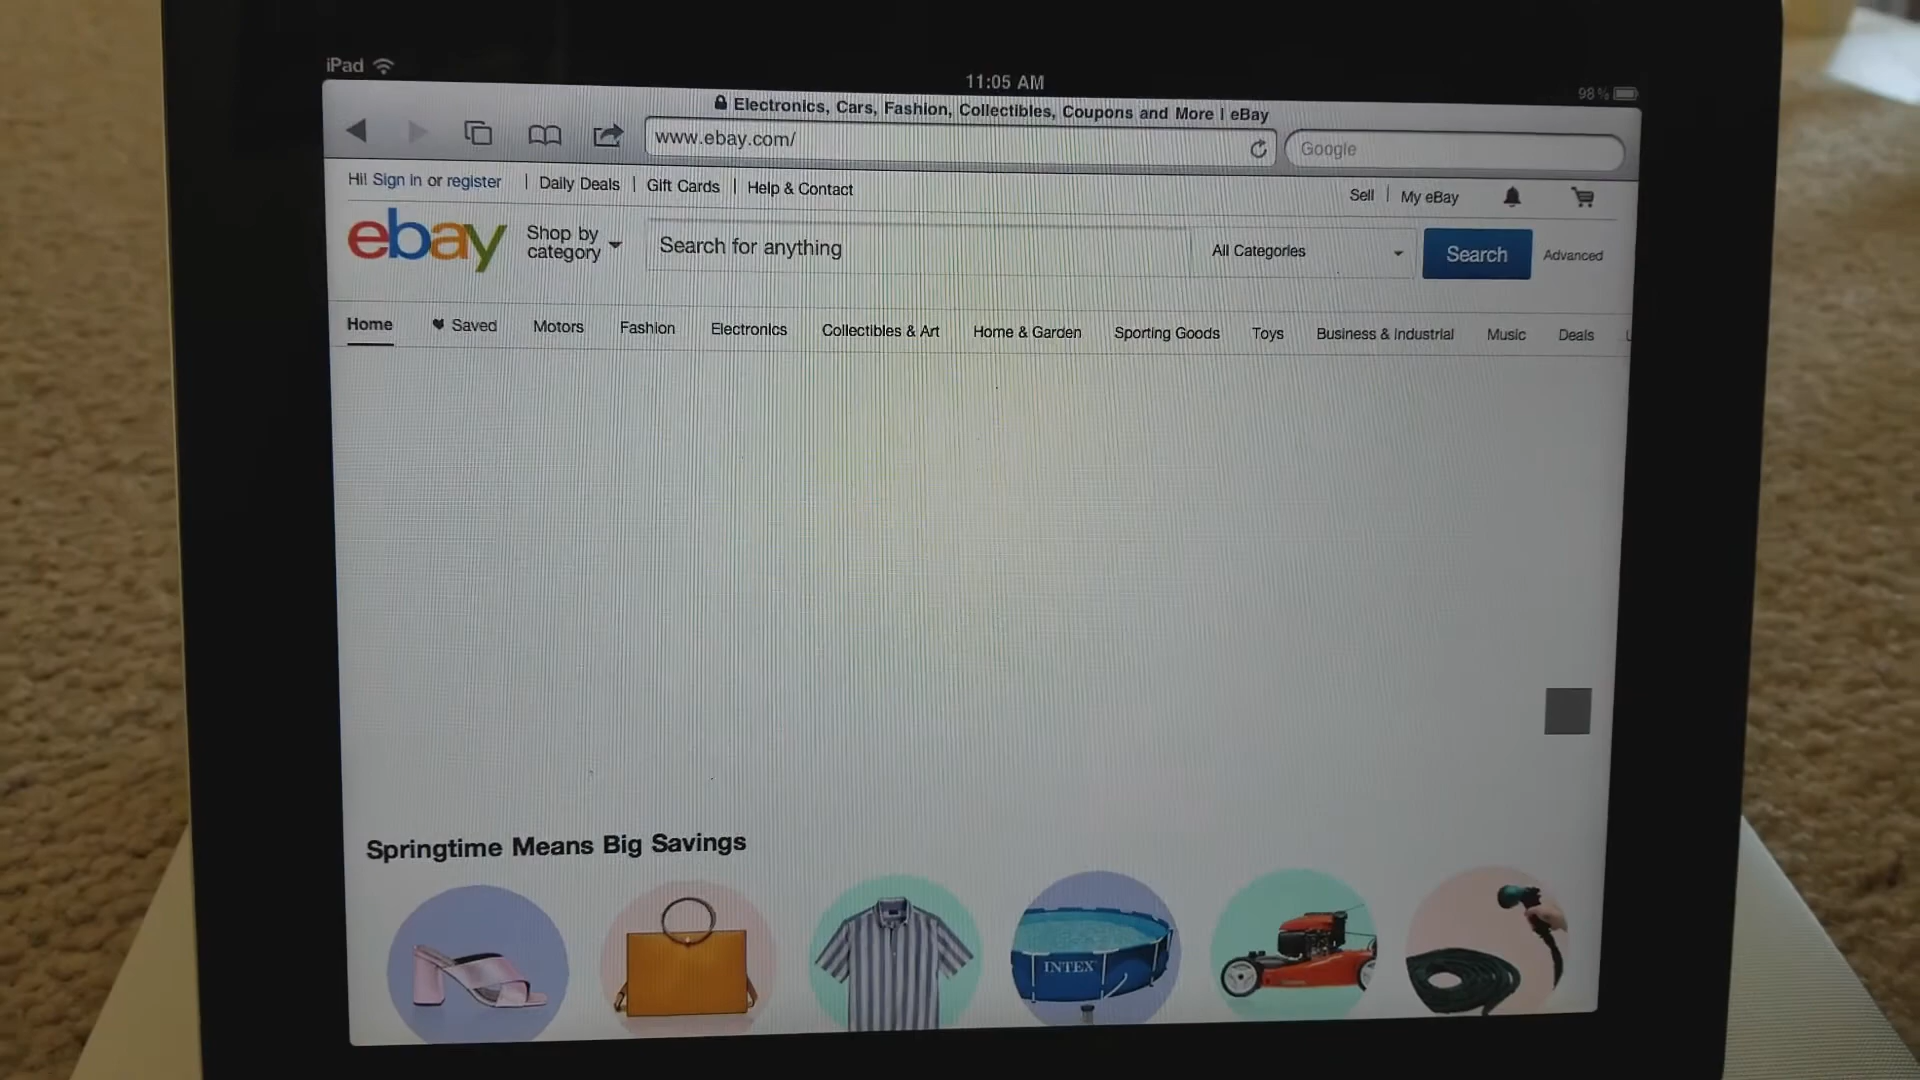 iPad
11:05 AM
98%
Electronics, Cars, Fashion, Collectibles, Coupons and More | eBay
www.ebay.com/
Google
Hi! Sign in or register | Daily Deals | Gift Cards | Help & Contact
Sell | My eBay
ebay
Shop by
category
Search for anything
All Categories
Search
Advanced
Home Saved Motors Fashion Electronics Collectibles & Art Home & Garden Sporting Goods Toys Business & Industrial Music Deals
Springtime Means Big Savings
INTEX